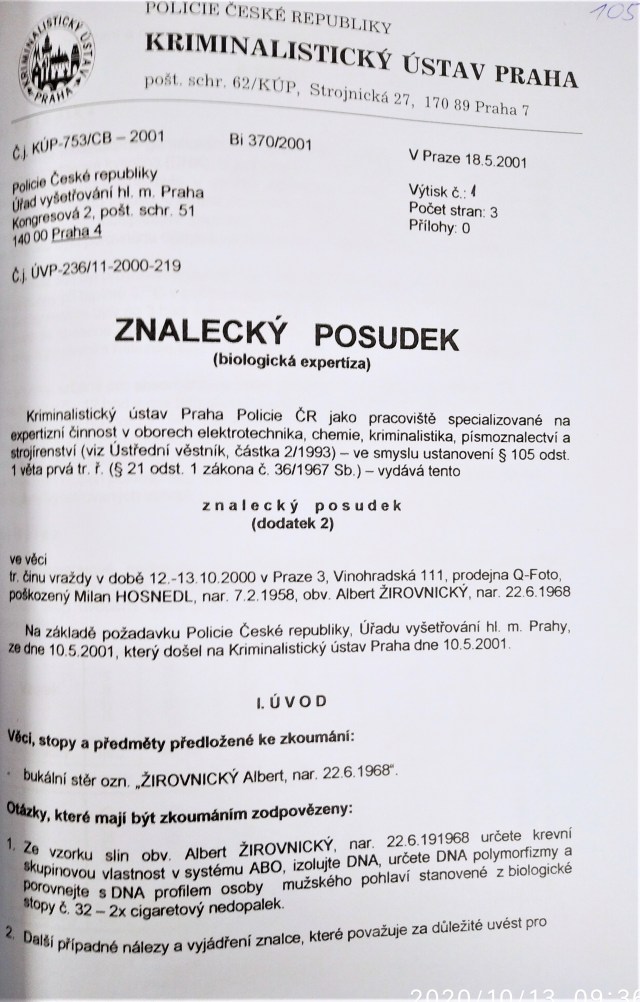 105
POLICIE ČESKÉ REPUBLIKY
KRIMINALISTICKÝ ÚSTAV PRAHA
pošt. schr. 62/KÚP, Strojnická 27, 170 89 Praha 7
KRIMINALISTICKÝ ÚSTAV
PRAHA
Č.j. KÚP-753/CB – 2001
Bi 370/2001
V Praze 18.5.2001
Policie České republiky
Úřad vyšetřování hl. m. Praha
Kongresová 2, pošt. schr. 51
140 00 Praha 4
Výtisk č.: 1
Počet stran: 3
Přílohy: 0
Č.j. ÚVP-236/11-2000-219
ZNALECKÝ POSUDEK
(biologická expertíza)
Kriminalistický ústav Praha Policie ČR jako pracoviště specializované na
expertizní činnost v oborech elektrotechnika, chemie, kriminalistika, písmoznalectví a
strojírenství (viz Ústřední věstník, částka 2/1993) – ve smyslu ustanovení § 105 odst.
1 věta prvá tr. ř. (§ 21 odst. 1 zákona č. 36/1967 Sb.) – vydává tento
znalecký posudek
(dodatek 2)
ve věci
tr. činu vraždy v době 12.-13.10.2000 v Praze 3, Vinohradská 111, prodejna Q-Foto,
poškozený Milan HOSNEDL, nar. 7.2.1958, obv. Albert ŽIROVNICKÝ, nar. 22.6.1968
Na základě požadavku Policie České republiky, Úřadu vyšetřování hl. m. Prahy,
ze dne 10.5.2001, který došel na Kriminalistický ústav Praha dne 10.5.2001.
I. ÚVOD
Věci, stopy a předměty předložené ke zkoumání:
- bukální stěr ozn. „ŽIROVNICKÝ Albert, nar. 22.6.1968“.
Otázky, které mají být zkoumáním zodpovězeny:
1. Ze vzorku slin obv. Albert ŽIROVNICKÝ, nar. 22.6.191968 určete krevní
skupinovou vlastnost v systému ABO, izolujte DNA, určete DNA polymorfizmy a
porovnejte s DNA profilem osoby mužského pohlaví stanovené z biologické
stopy č. 32 – 2x cigaretový nedopalek.
2. Další případné nálezy a vyjádření znalce, které považuje za důležité uvést pro
2020/10/13 09:36